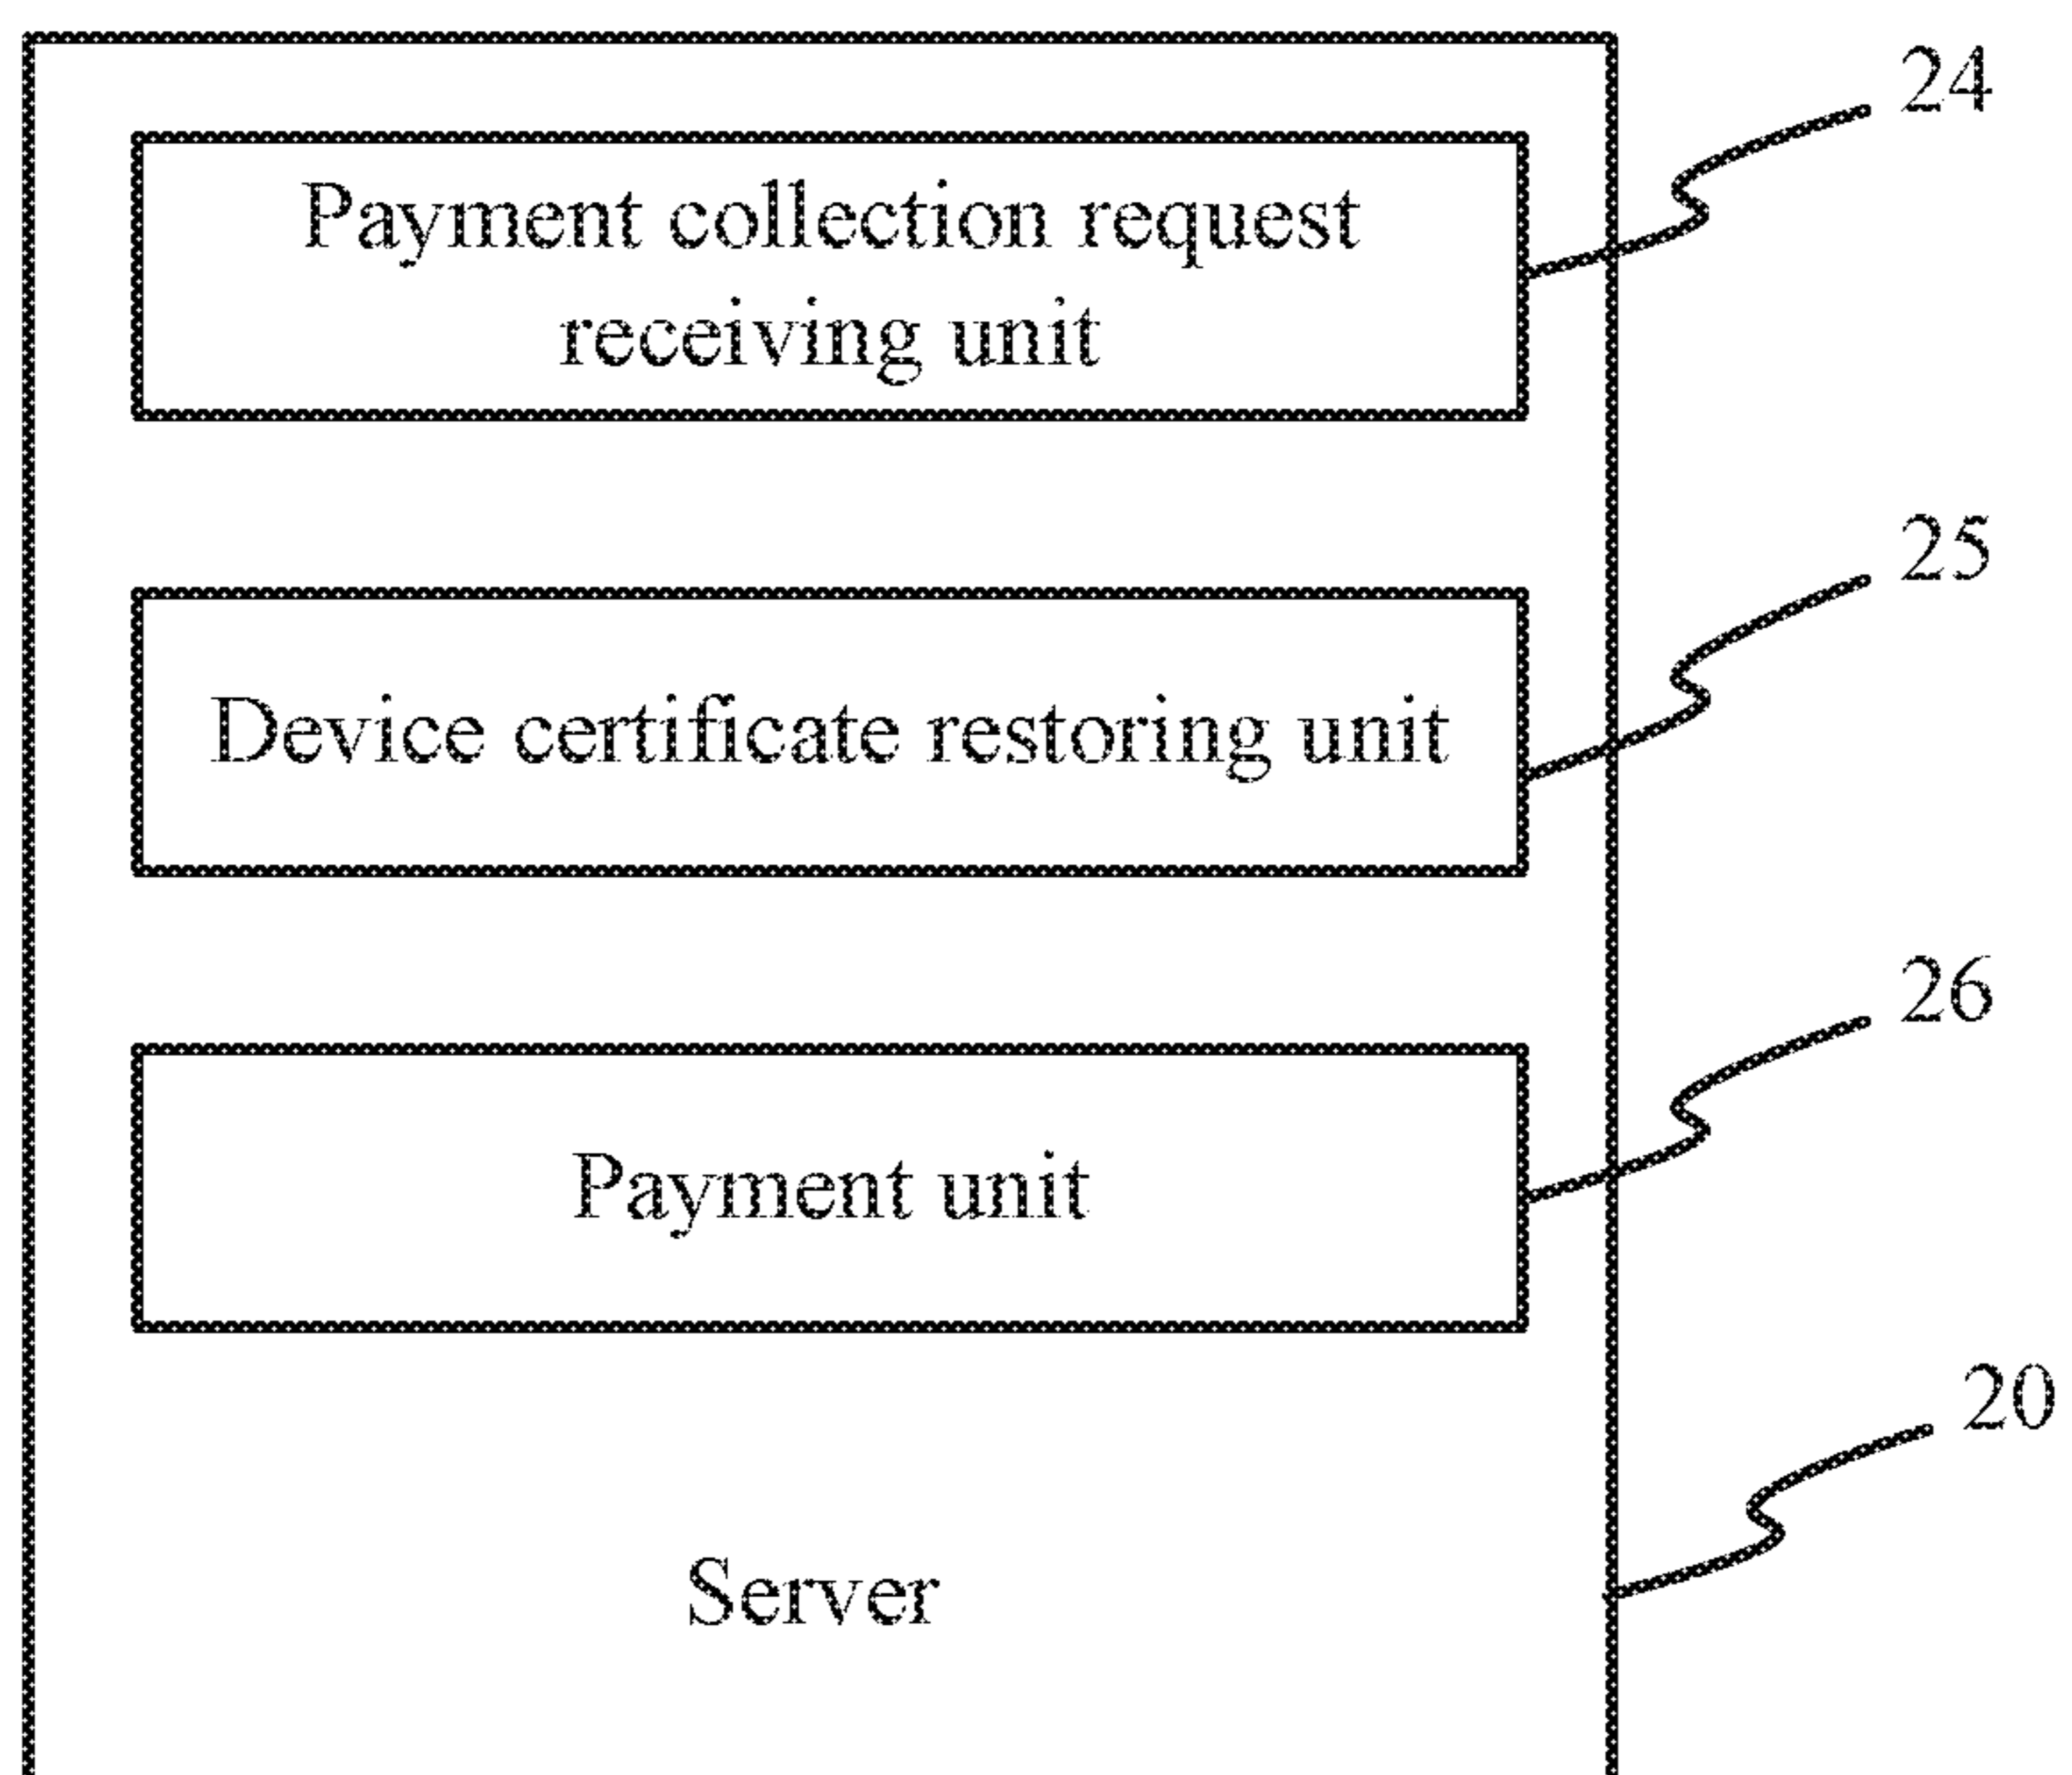 24
Payment collection request
receiving unit
25
Device certificate restoring unit
26
Payment unit
20
Server